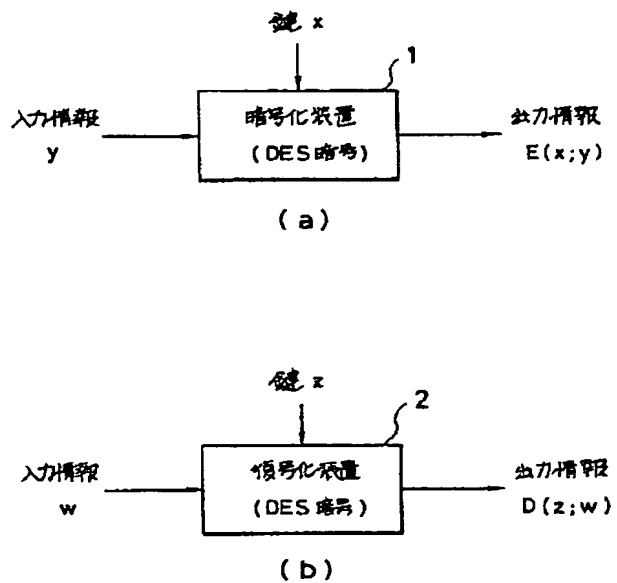 鍵 x
1
入力情報
y
暗号化装置
(DES暗号)
出力情報
E(x;y)
(a)
鍵 z
2
入力情報
w
復号化装置
(DES暗号)
出力情報
D(z;w)
(b)